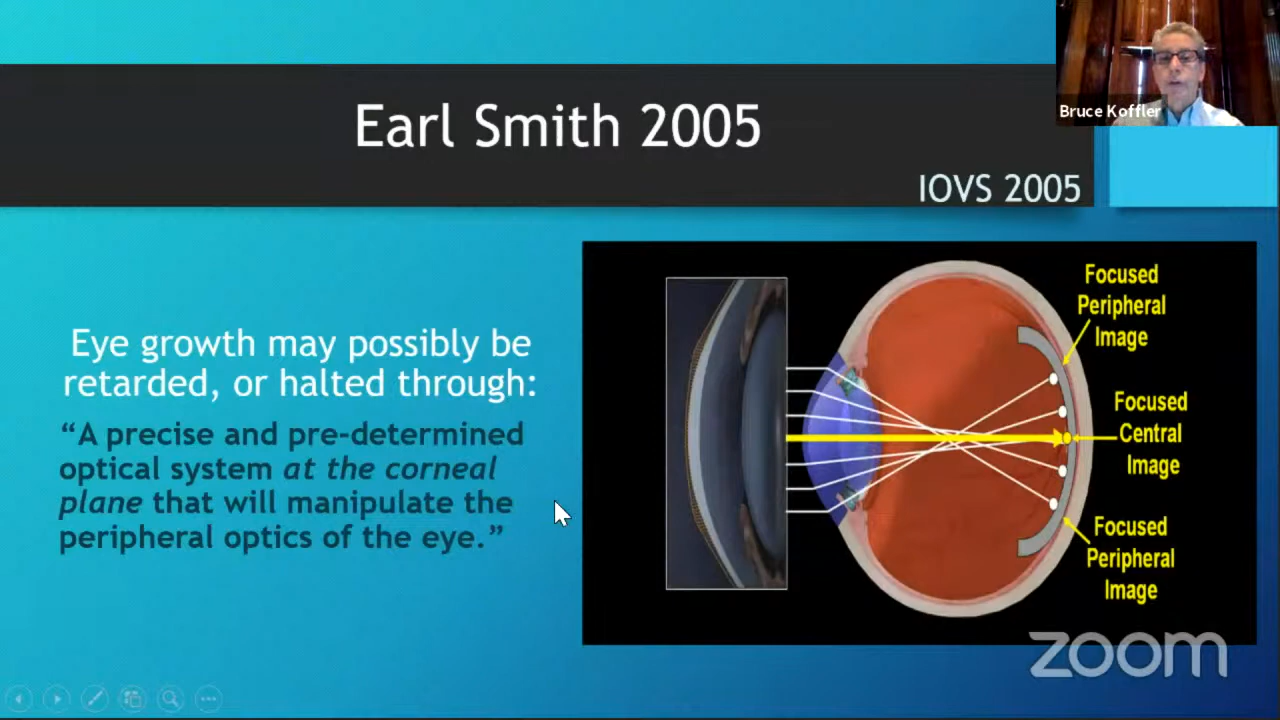 Earl Smith 2005
IOVS 2005
Bruce Koffler
Eye growth may possibly be
retarded, or halted through:
“A precise and pre-determined
optical system at the corneal
plane that will manipulate the
peripheral optics of the eye.”
Focused
Peripheral
Image
Focused
Central
Image
Focused
Peripheral
Image
zoom